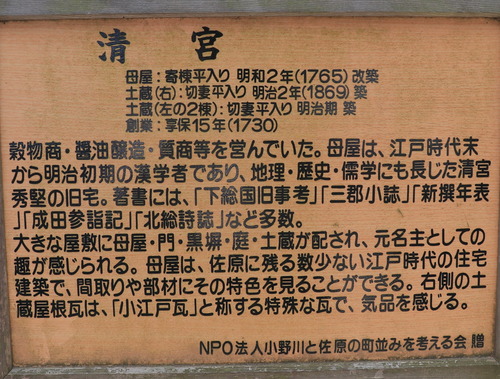 清宮
母屋：寄棟平入り 明和2年(1765) 改築
土蔵(右)：切妻平入り 明治2年(1869) 築
土蔵(左の2棟)：切妻平入り 明治期 築
創業：享保15年(1730)
穀物商・醬油醸造・質商等を営んでいた。母屋は、江戸時代末
から明治初期の漢学者であり、地理・歴史・儒学にも長じた清宮
秀堅の旧宅。著書には、「下総国旧事考」「三郡小誌」「新撰年表
」「成田参詣記」「北総詩誌」など多数。
大きな屋敷に母屋・門・黒塀・庭・土蔵が配され、元名主としての
趣が感じられる。母屋は、佐原に残る数少ない江戸時代の住宅
建築で、間取りや部材にその特色を見ることができる。右側の土
蔵屋根瓦は、「小江戸瓦」と称する特殊な瓦で、気品を感じる。
NPO法人小野川と佐原の町並みを考える会 贈